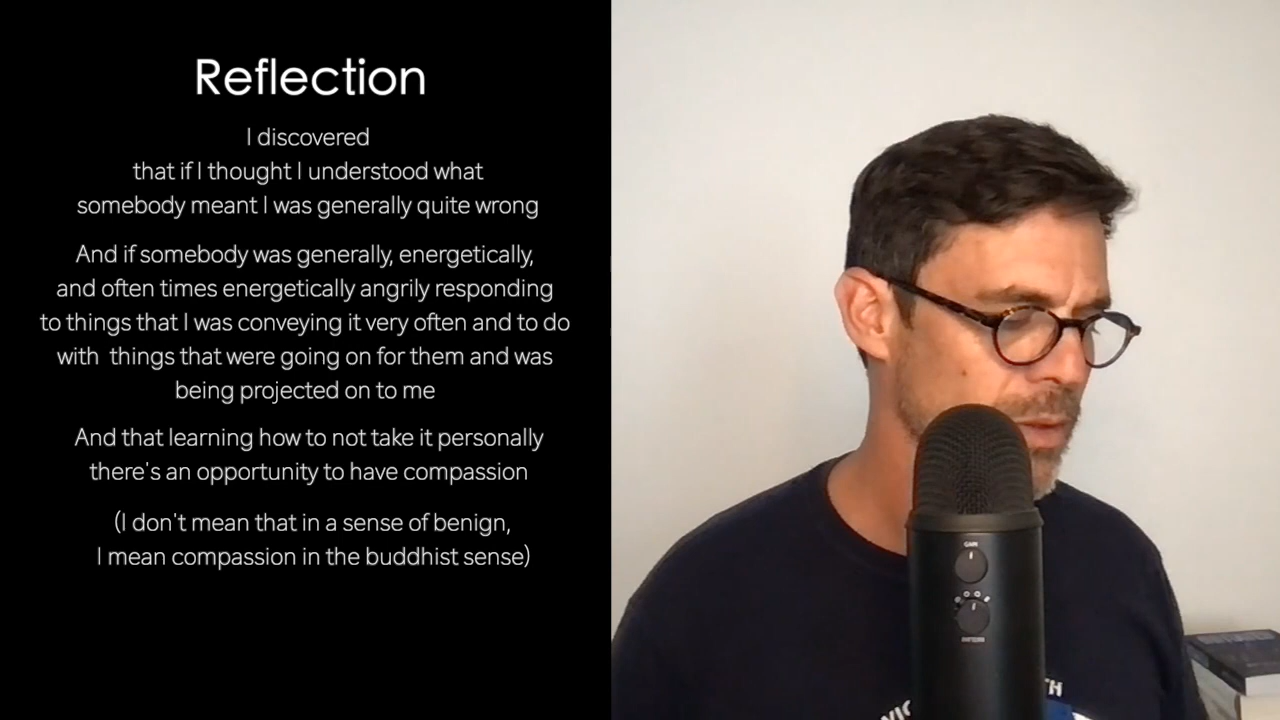 Reflection
I discovered
that if I thought I understood what
somebody meant I was generally quite wrong
And if somebody was generally, energetically,
and often times energetically angrily responding
to things that I was conveying it very often and to do
with things that were going on for them and was
being projected on to me
And that learning how to not take it personally
there's an opportunity to have compassion
(I don't mean that in a sense of benign,
I mean compassion in the buddhist sense)
GAIN